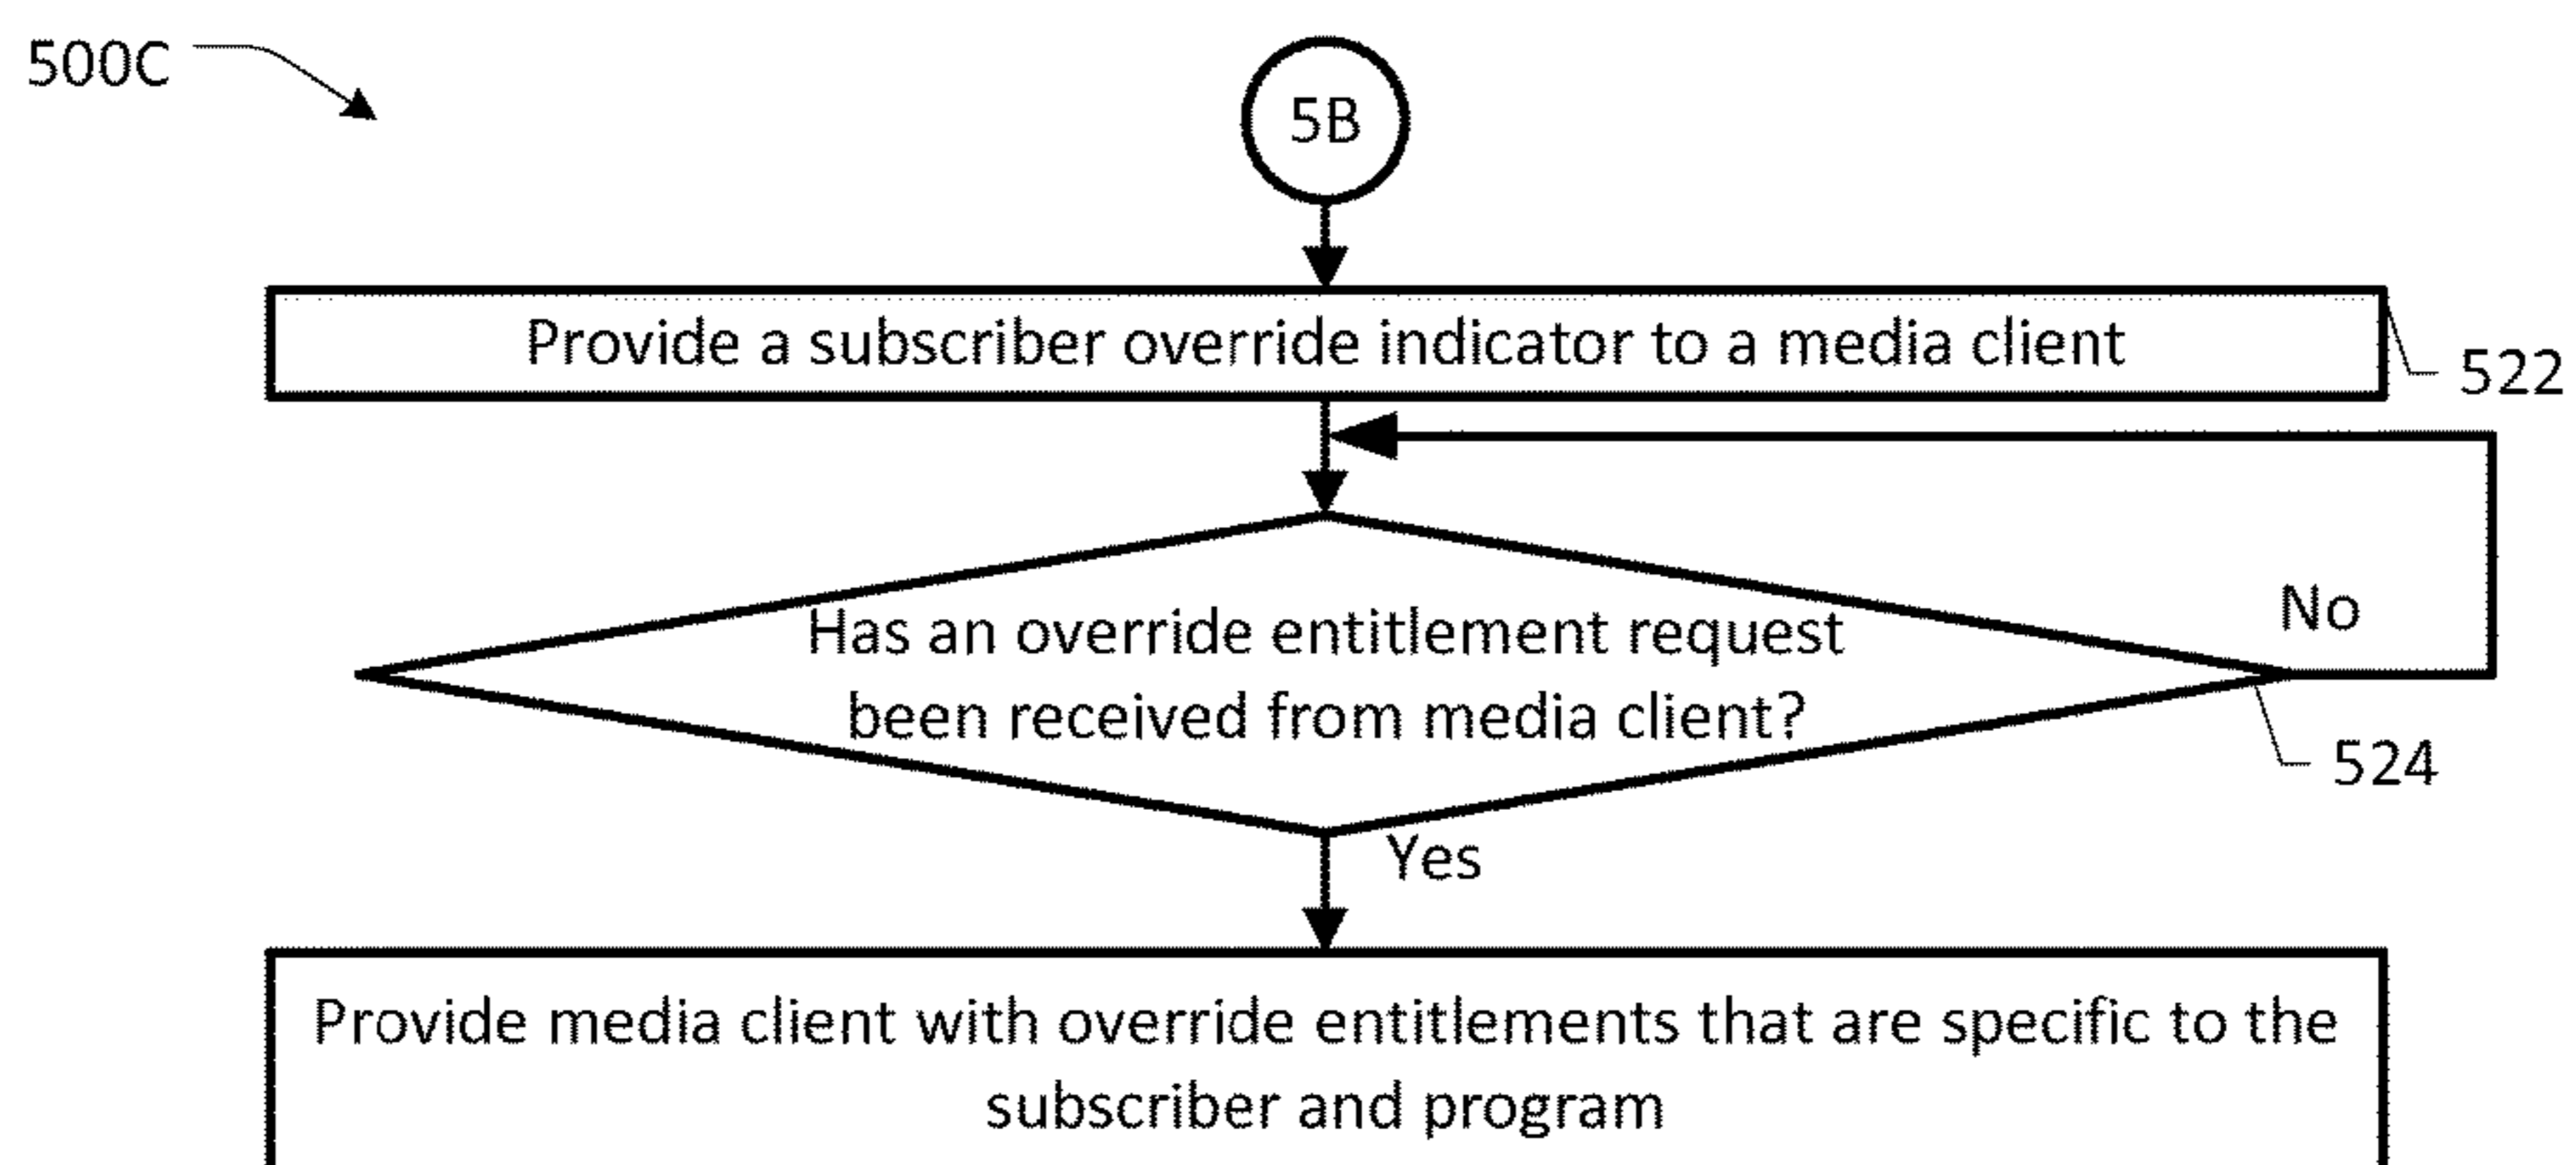 500C
5B
Provide a subscriber override indicator to a media client
522
Has an override entitlement request
been received from media client?
No
524
Yes
Provide media client with override entitlements that are specific to the
subscriber and program